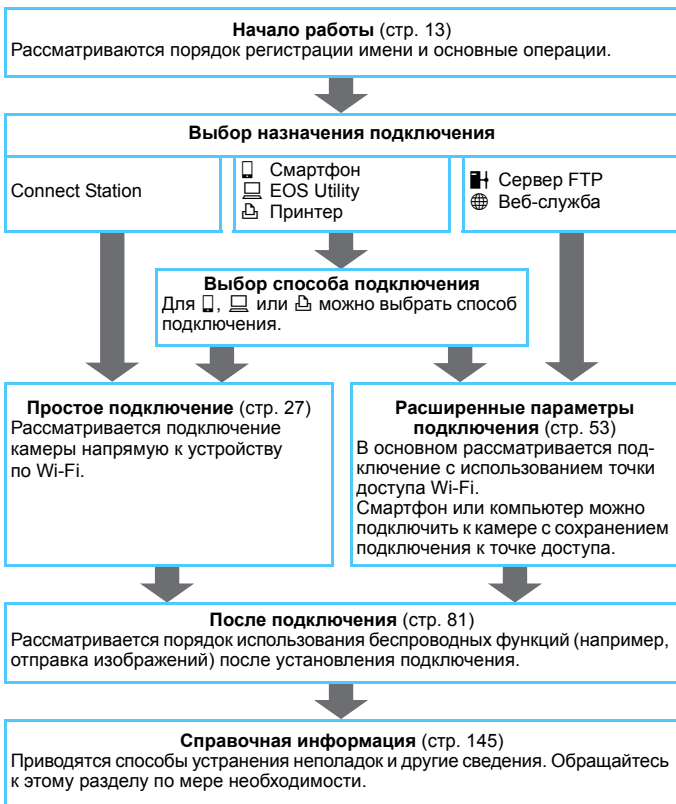 Начало работы (стр. 13)
Рассматриваются порядок регистрации имени и основные операции.
Выбор назначения подключения
Connect Station
Смартфон
EOS Utility
Принтер
Сервер FTP
Веб-служба
Выбор способа подключения
Для , или можно выбрать способ
подключения.
Простое подключение (стр. 27)
Рассматривается подключение
камеры напрямую к устройству
по Wi-Fi.
Расширенные параметры
подключения (стр. 53)
В основном рассматривается под-
ключение с использованием точки
доступа Wi-Fi.
Смартфон или компьютер можно
подключить к камере с сохранением
подключения к точке доступа.
После подключения (стр. 81)
Рассматривается порядок использования беспроводных функций (например,
отправка изображений) после установления подключения.
Справочная информация (стр. 145)
Приводятся способы устранения неполадок и другие сведения. Обращайтесь
к этому разделу по мере необходимости.